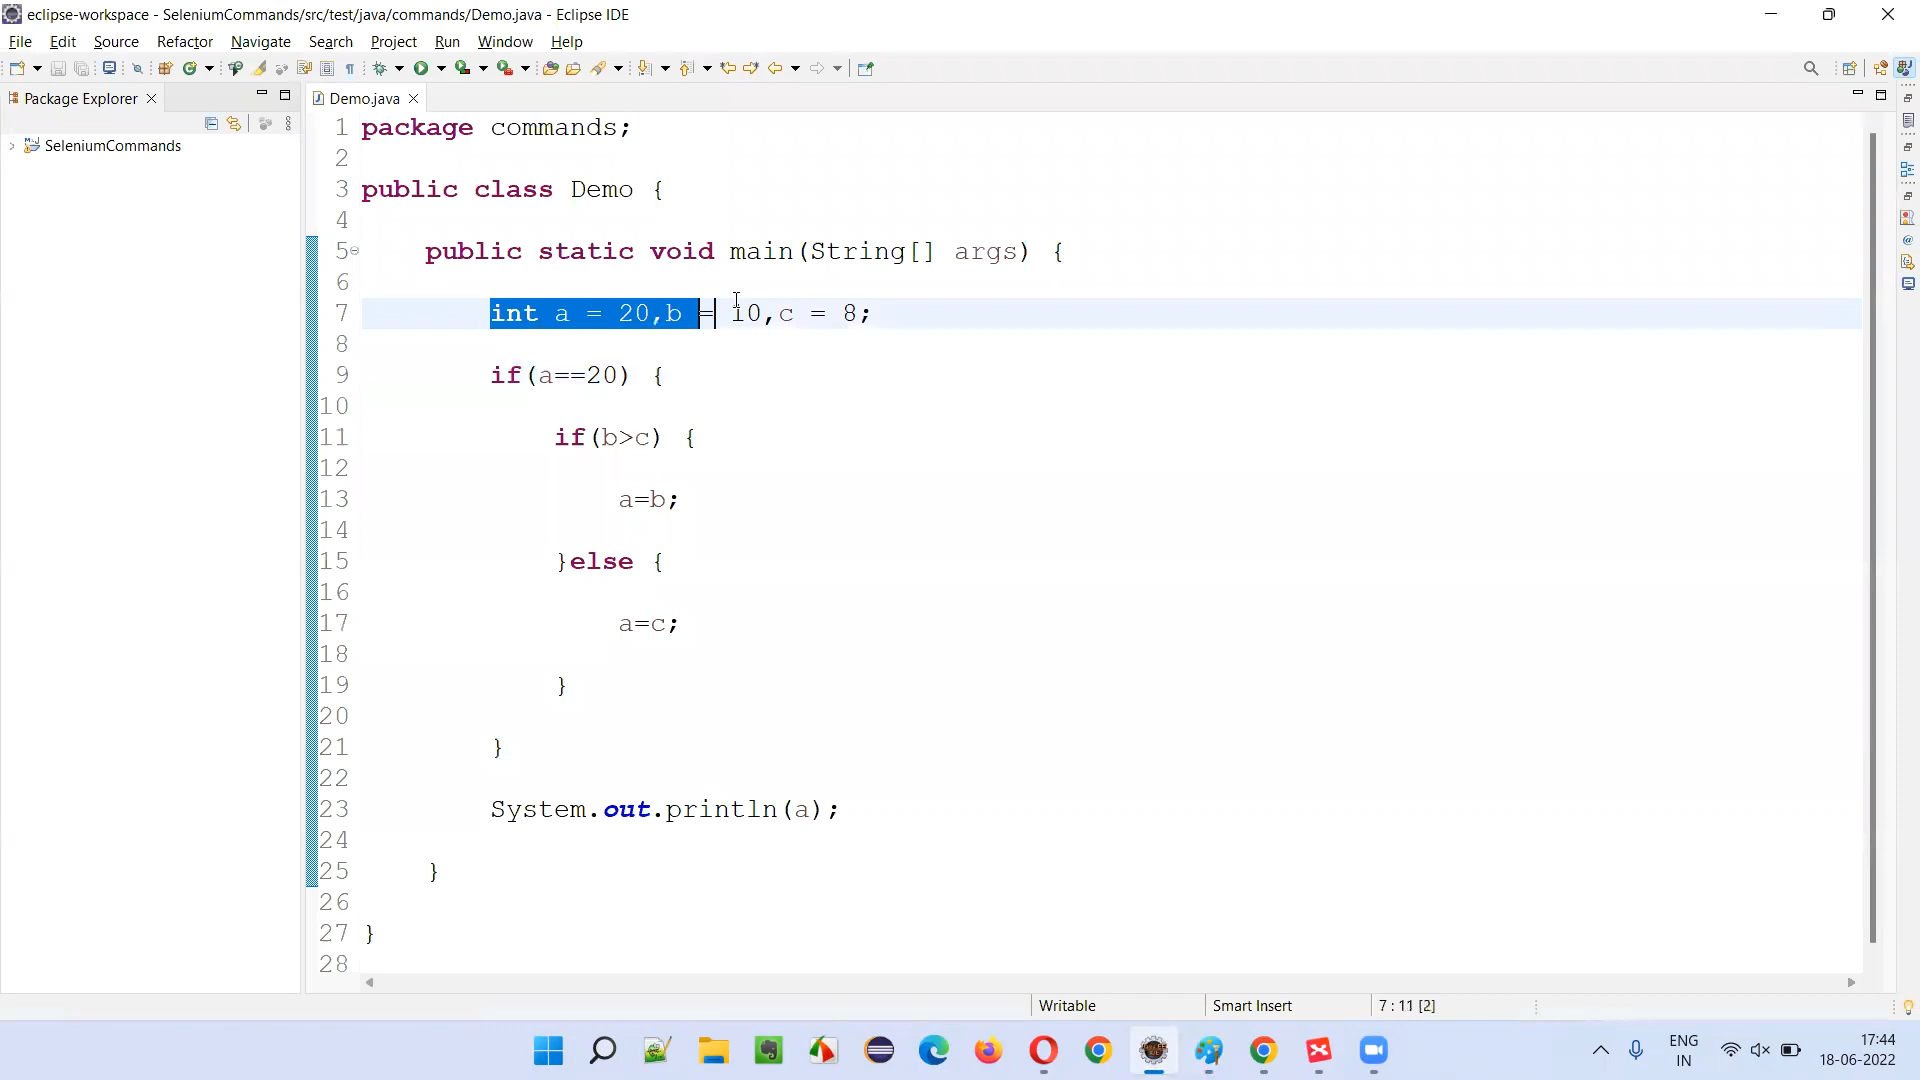 eclipse-workspace - SeleniumCommands/src/test/java/commands/Demo.java - Eclipse IDE
File Edit Source Refactor Navigate Search Project Run Window Help
Package Explorer
Demo.java
SeleniumCommands
1 package commands;
2
3 public class Demo {
4
5 public static void main(String[] args) {
6
7 int a = 20,b = 10,c = 8;
8
9 if(a==20) {
10
11 if(b>c) {
12
13 a=b;
14
15 }else {
16
17 a=c;
18
19 }
20
21 }
22
23 System.out.println(a);
24
25 }
26
27 }
28
Writable Smart Insert 7 : 11 [2]
ENG
IN
17:44
18-06-2022